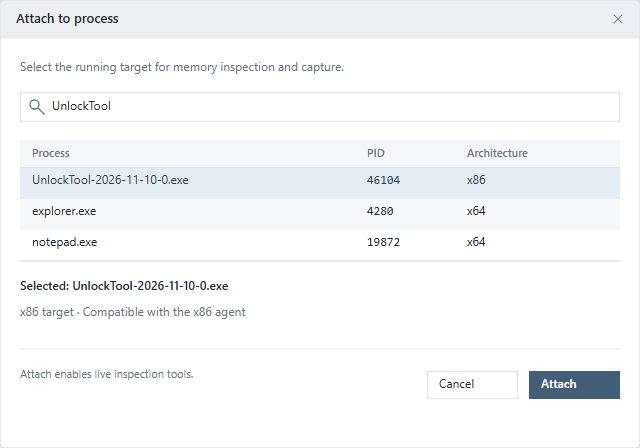 Attach to process
Select the running target for memory inspection and capture.
UnlockTool
Process PID Architecture
UnlockTool-2026-11-10-0.exe 46104 x86
explorer.exe 4280 x64
notepad.exe 19872 x64
Selected: UnlockTool-2026-11-10-0.exe
x86 target · Compatible with the x86 agent
Attach enables live inspection tools.
Cancel Attach